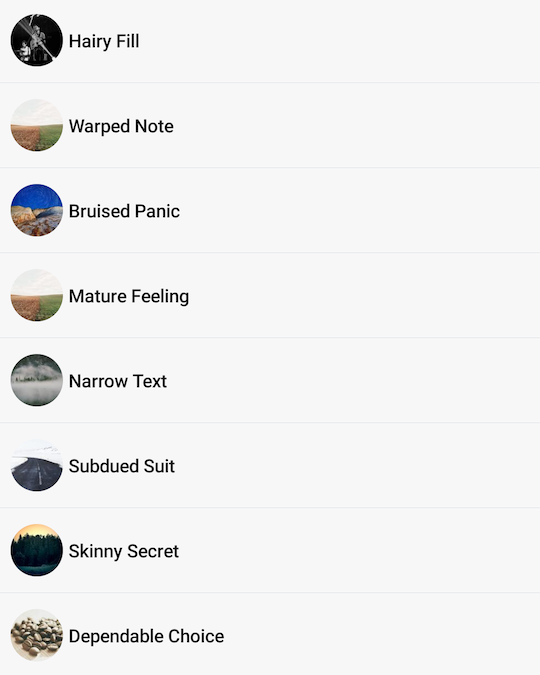 Hairy Fill
Warped Note
Bruised Panic
Mature Feeling
Narrow Text
Subdued Suit
Skinny Secret
Dependable Choice